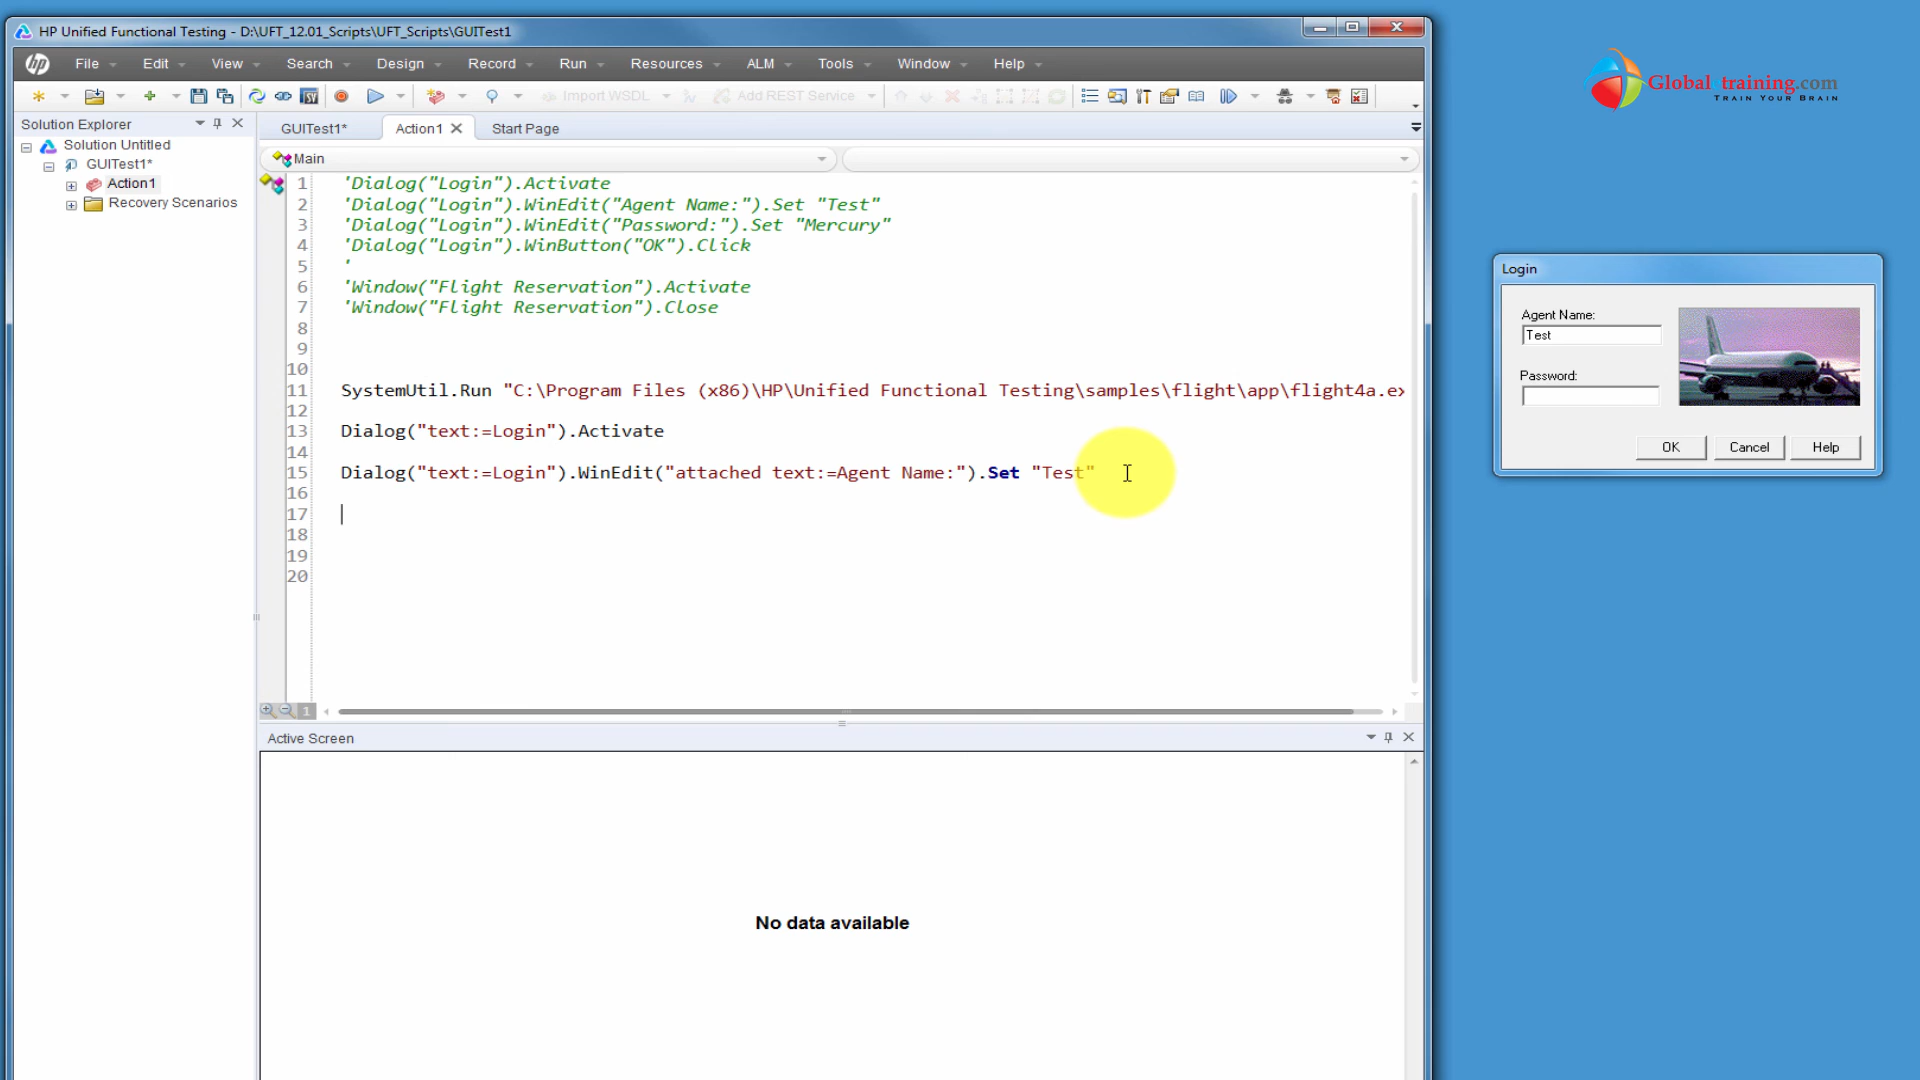 HP Unified Functional Testing - D:\UFT_12.01_Scripts\UFT_Scripts\GUITest1
hp File Edit View Search Design Record Run Resources ALM Tools Window Help
Import WSDL Add REST Service
Solution Explorer
Solution Untitled
GUITest1*
Action1
Recovery Scenarios
GUITest1* Action1 Start Page
Main
1 'Dialog("Login").Activate
2 'Dialog("Login").WinEdit("Agent Name:").Set "Test"
3 'Dialog("Login").WinEdit("Password:").Set "Mercury"
4 'Dialog("Login").WinButton("OK").Click
5 '
6 'Window("Flight Reservation").Activate
7 'Window("Flight Reservation").Close
8
9
10
11 SystemUtil.Run "C:\Program Files (x86)\HP\Unified Functional Testing\samples\flight\app\flight4a.ex
12
13 Dialog("text:=Login").Activate
14
15 Dialog("text:=Login").WinEdit("attached text:=Agent Name:").Set "Test"
16
17
18
19
20
1
Active Screen
No data available
Global training.com
TRAIN YOUR BRAIN
Login
Agent Name:
Test
Password:
OK Cancel Help